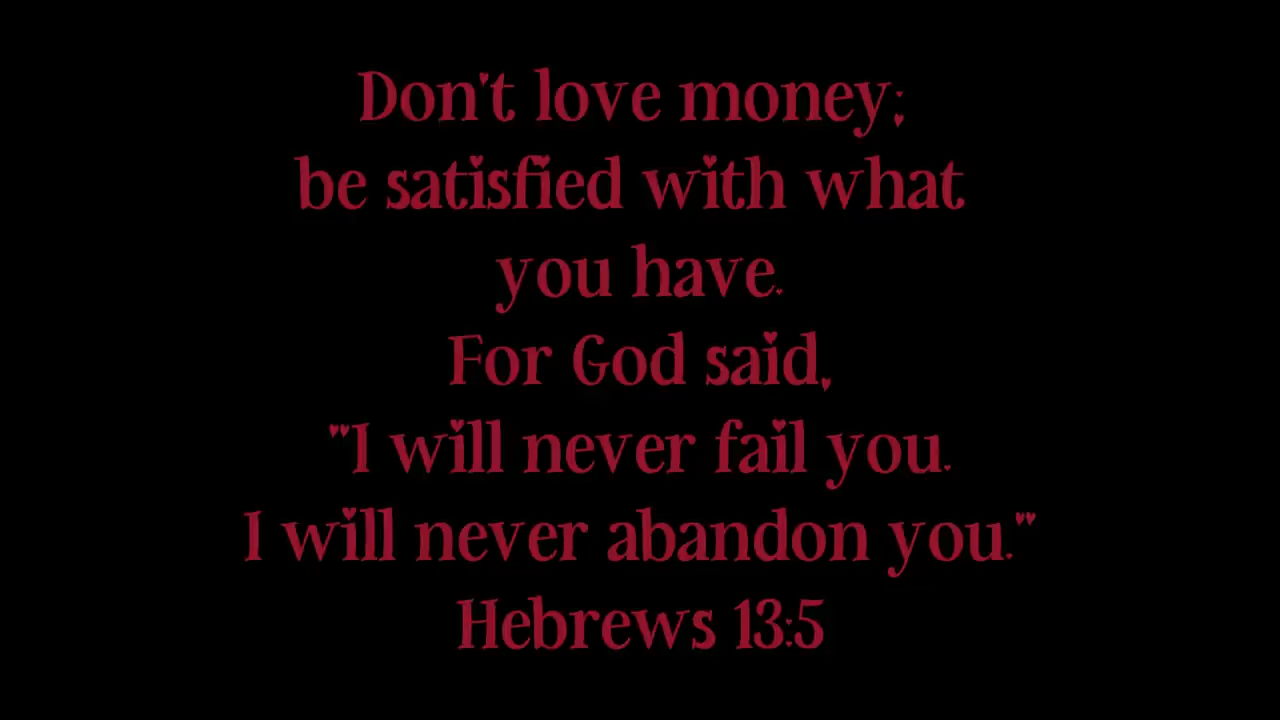 Don't love money;
be satisfied with what
you have.
For God said,
"I will never fail you.
I will never abandon you."
Hebrews 13:5